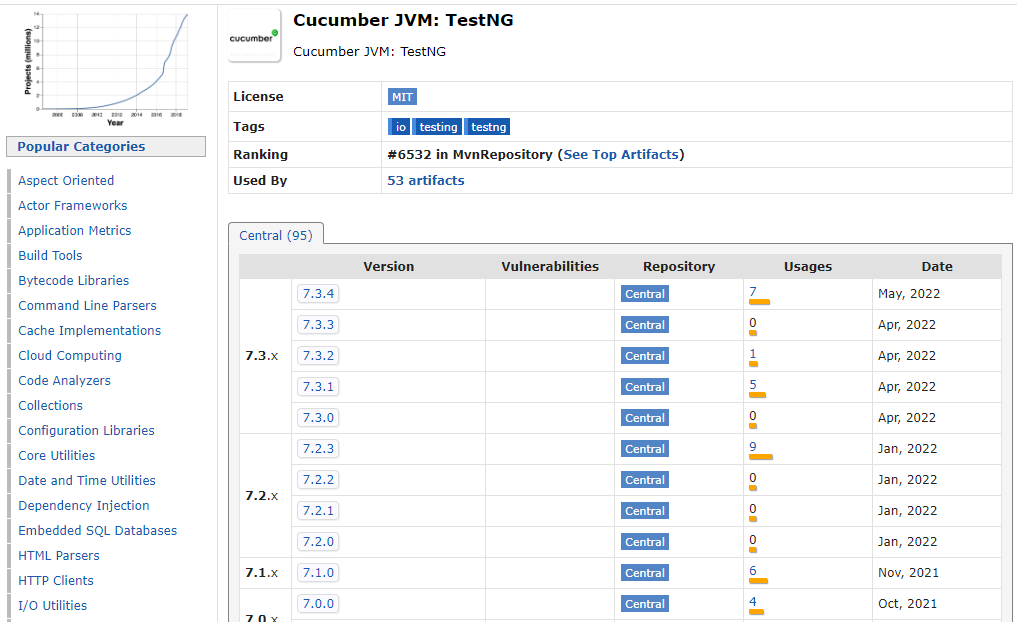 14
12
10
8
6
4
2
0
Projects (millions)
Year
Popular Categories
Aspect Oriented
Actor Frameworks
Application Metrics
Build Tools
Bytecode Libraries
Command Line Parsers
Cache Implementations
Cloud Computing
Code Analyzers
Collections
Configuration Libraries
Core Utilities
Date and Time Utilities
Dependency Injection
Embedded SQL Databases
HTML Parsers
HTTP Clients
I/O Utilities
cucumber
Cucumber JVM: TestNG
Cucumber JVM: TestNG
License MIT
Tags io testing testng
Ranking #6532 in MvnRepository (See Top Artifacts)
Used By 53 artifacts
Central (95)
Version Vulnerabilities Repository Usages Date
7.3.x
7.3.4 Central 7 May, 2022
7.3.3 Central 0 Apr, 2022
7.3.2 Central 1 Apr, 2022
7.3.1 Central 5 Apr, 2022
7.3.0 Central 0 Apr, 2022
7.2.x
7.2.3 Central 9 Jan, 2022
7.2.2 Central 0 Jan, 2022
7.2.1 Central 0 Jan, 2022
7.2.0 Central 0 Jan, 2022
7.1.x 7.1.0 Central 6 Nov, 2021
7.0.x 7.0.0 Central 4 Oct, 2021